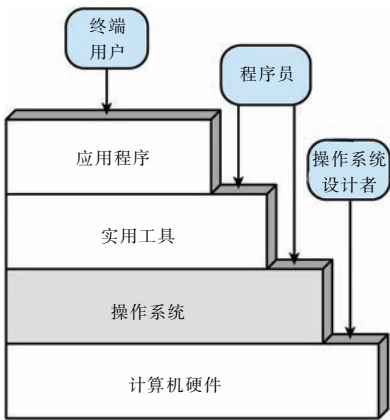 终端
用户
程序员
操作系统
设计者
应用程序
实用工具
操作系统
计算机硬件